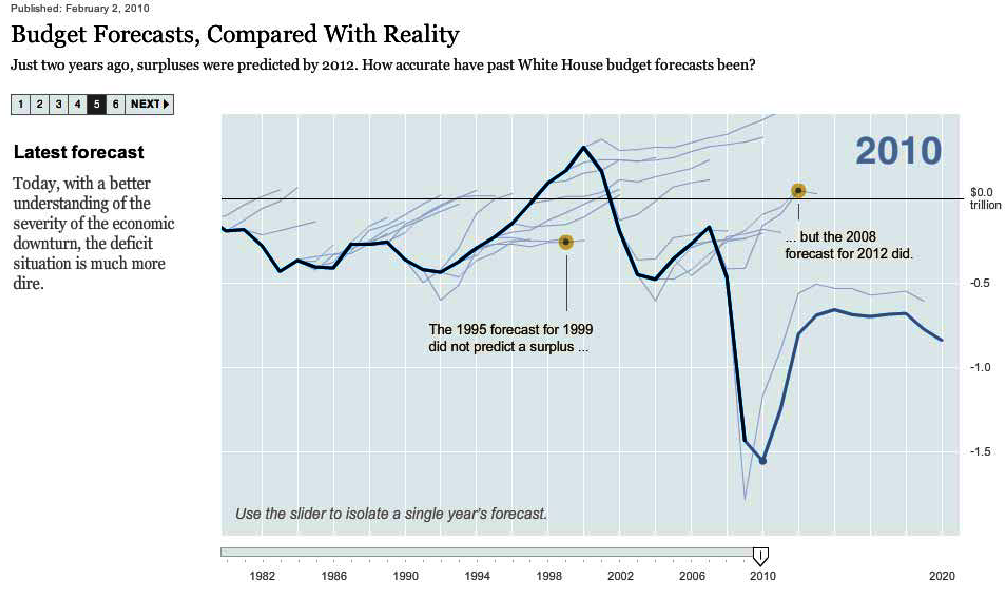 Published: February 2, 2010
Budget Forecasts, Compared With Reality
Just two years ago, surpluses were predicted by 2012. How accurate have past White House budget forecasts been?
1 2 3 4 5 6 NEXT
Latest forecast
Today, with a better
understanding of the
severity of the economic
downturn, the deficit
situation is much more
dire.
2010
$0.0
trillion
... but the 2008
forecast for 2012 did.
-0.5
The 1995 forecast for 1999
did not predict a surplus ...
-1.0
-1.5
Use the slider to isolate a single year's forecast.
1982 1986 1990 1994 1998 2002 2006 2010 2020